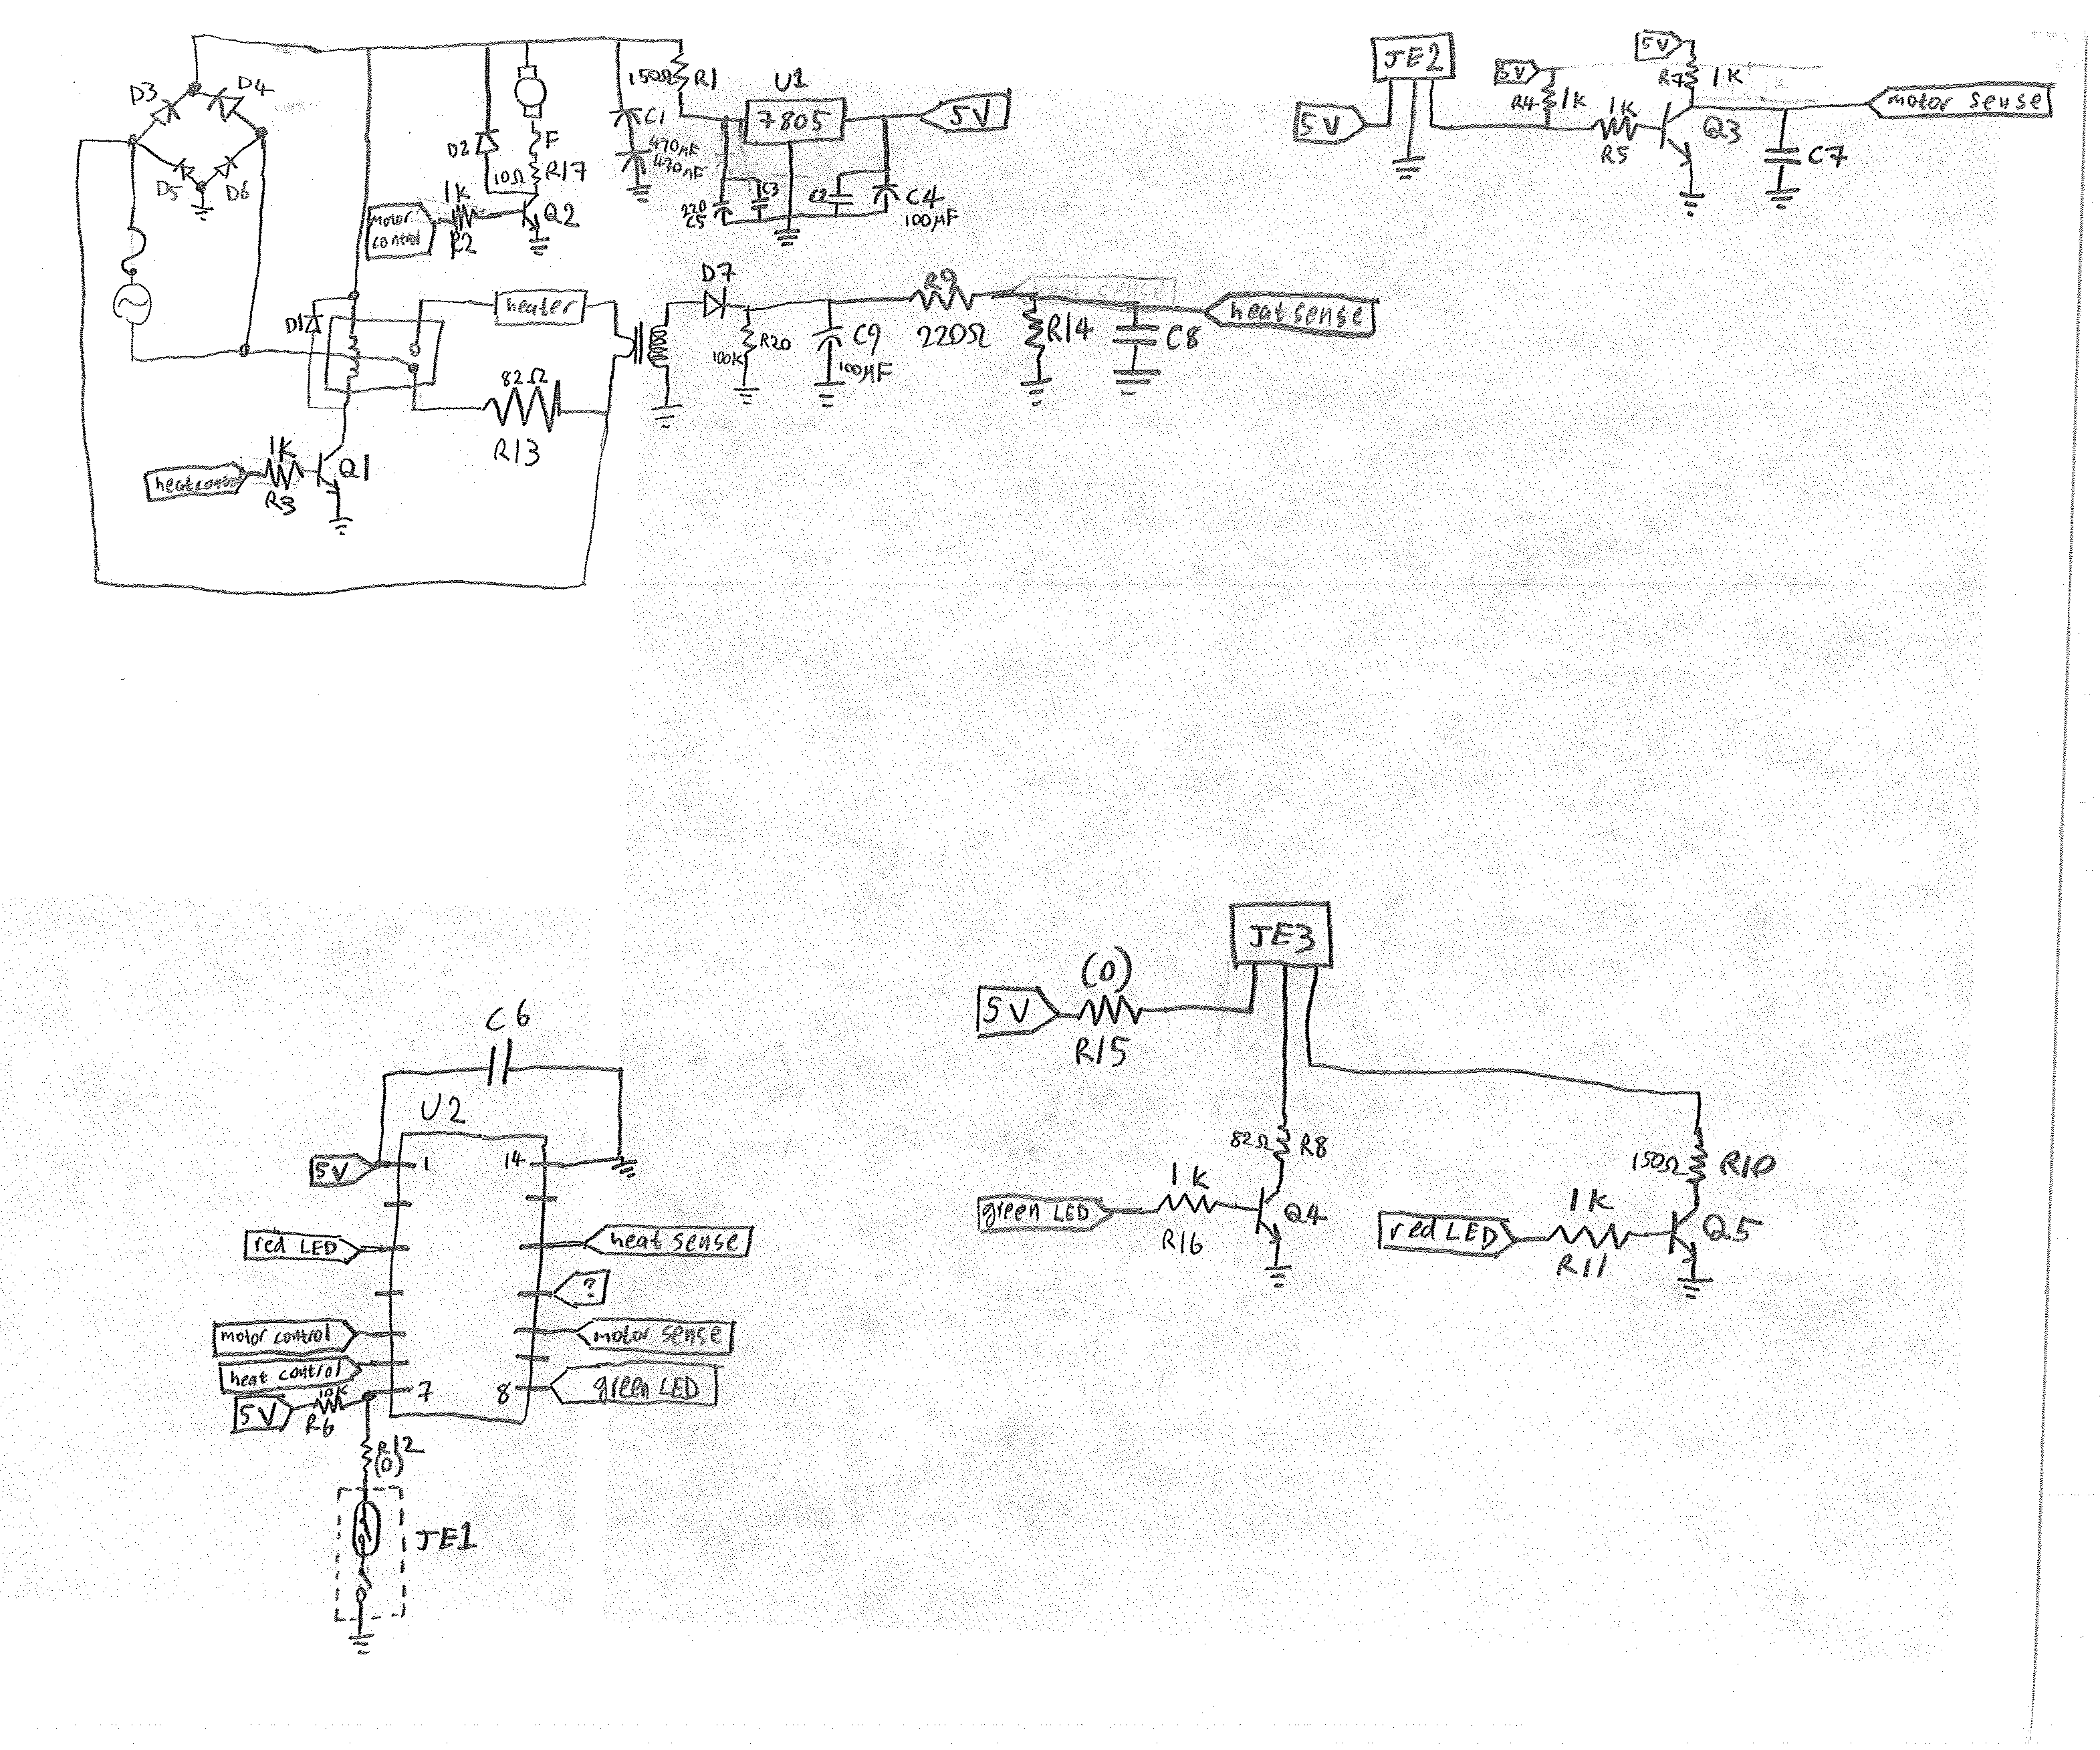 D3
D4
D5
D6
D2
F
10Ω
R17
1K
motor
control
R2
Q2
150Ω
R1
C1
470µF
470µF
U1
7805
5V
220
C5
C3
C2
C4
100µF
D1
heater
82Ω
R13
heat control
1K
R3
Q1
D7
R20
100K
C9
100µF
R9
220Ω
R14
C8
heat sense
JE2
5V
5V
R4
1K
1K
R5
5V
R7
1K
Q3
C7
motor sense
C6
U2
5V
1
14
red LED
heat sense
?
motor control
motor sense
heat control
7
8
green LED
5V
10K
R6
R12
(0)
JE1
JE3
5V
(0)
R15
82Ω
R8
green LED
1K
R16
Q4
150Ω
R10
red LED
1K
R11
Q5